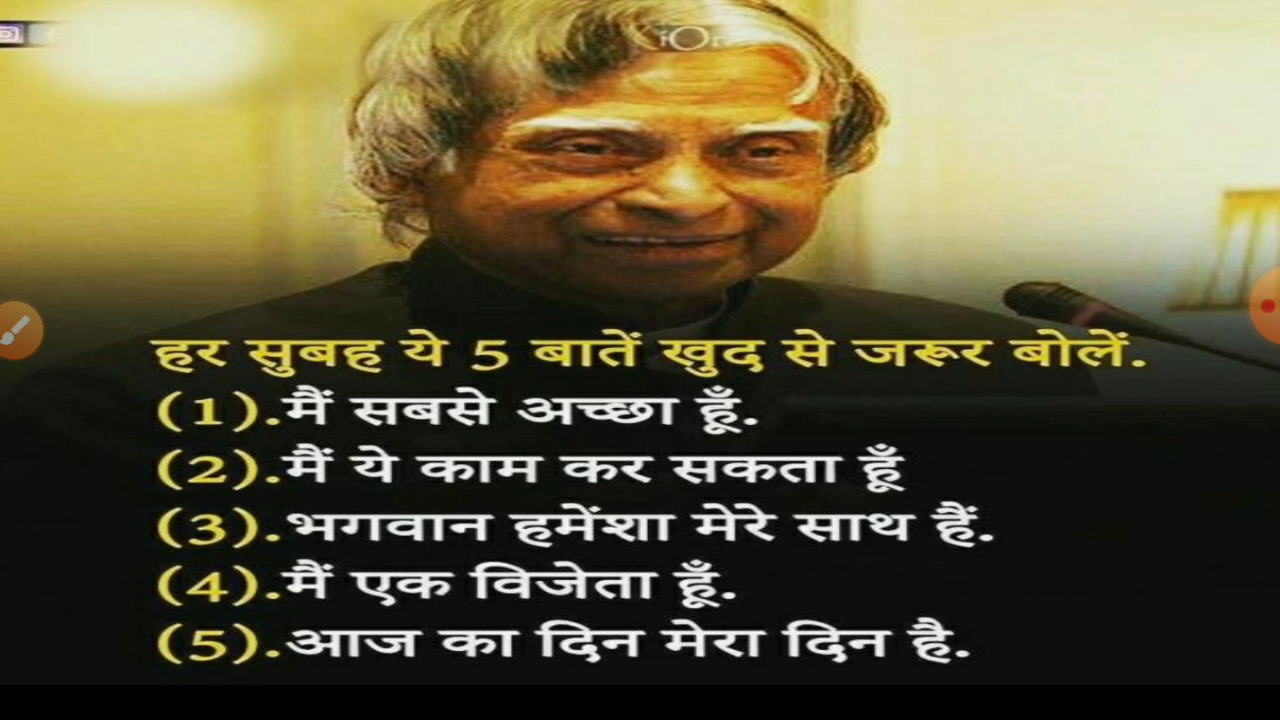 हर सुबह ये 5 बातें खुद से जरूर बोलें.
(1).मैं सबसे अच्छा हूँ.
(2).मैं ये काम कर सकता हूँ
(3).भगवान हमेंशा मेरे साथ हैं.
(4).मैं एक विजेता हूँ.
(5).आज का दिन मेरा दिन है.